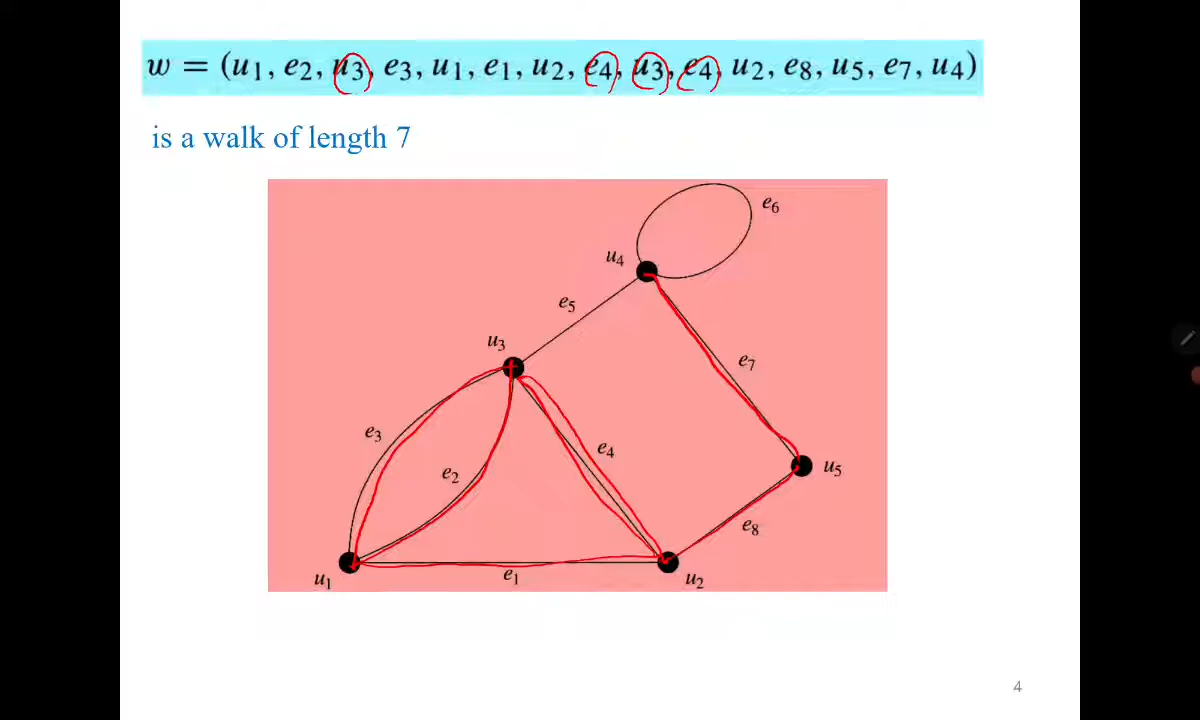 w = (u₁, e₂, u₃, e₃, u₁, e₁, u₂, e₄, u₃, e₄, u₂, e₈, u₅, e₇, u₄)
is a walk of length 7
e₆
u₄
e₅
u₃
e₇
e₃
e₄
e₂
u₅
e₈
u₁
e₁
u₂
4